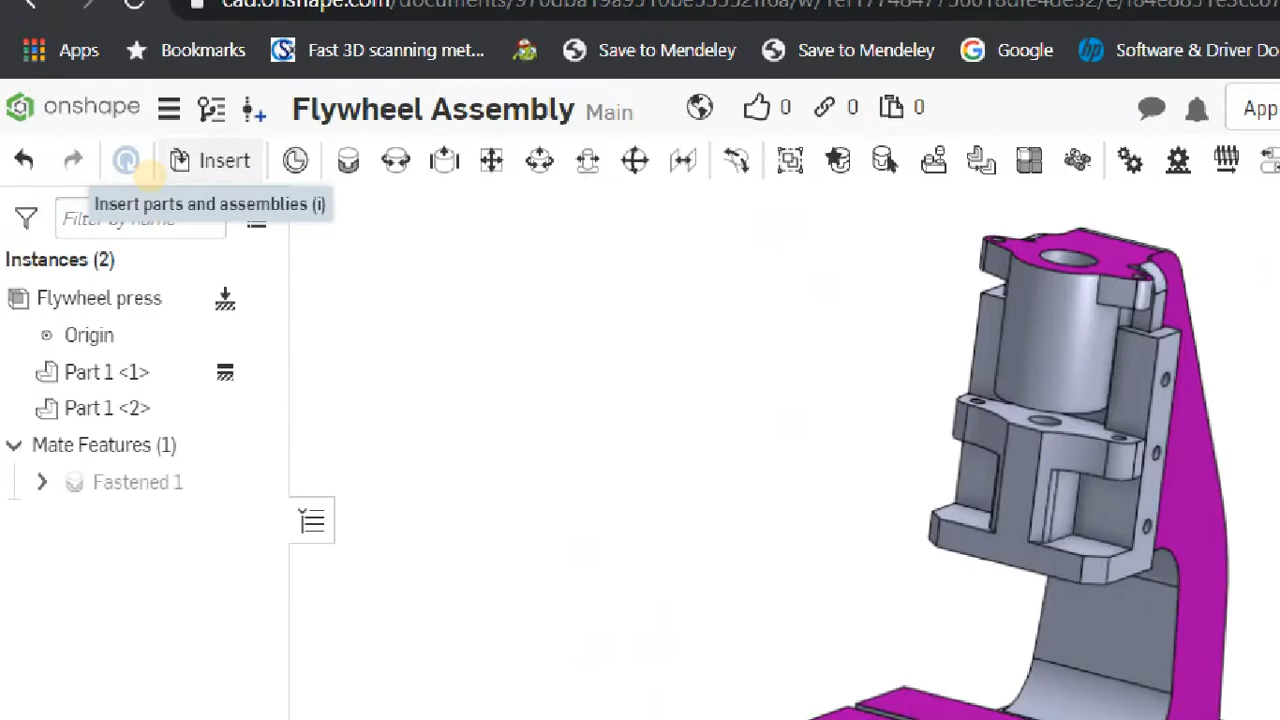 Apps Bookmarks Fast 3D scanning met... Save to Mendeley Save to Mendeley Google Software & Driver Do
onshape Flywheel Assembly Main 0 0 0 App
Insert
Insert parts and assemblies (i)
Instances (2)
Flywheel press
Origin
Part 1 <1>
Part 1 <2>
Mate Features (1)
Fastened 1